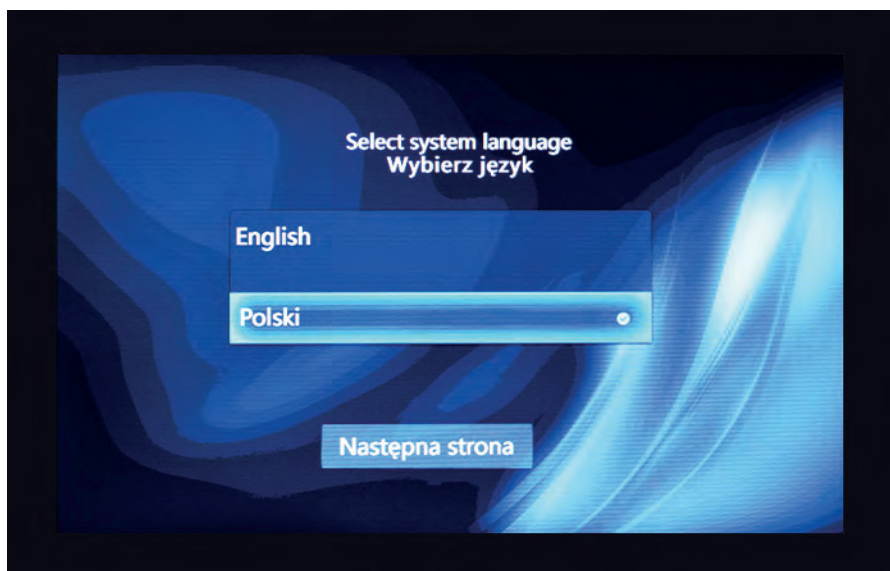 Select system language
Wybierz język
English
Polski
Następna strona